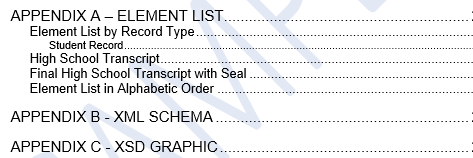 APPENDIX A – ELEMENT LIST
Element List by Record Type
Student Record
High School Transcript
Final High School Transcript with Seal
Element List in Alphabetic Order
APPENDIX B - XML SCHEMA
APPENDIX C - XSD GRAPHIC